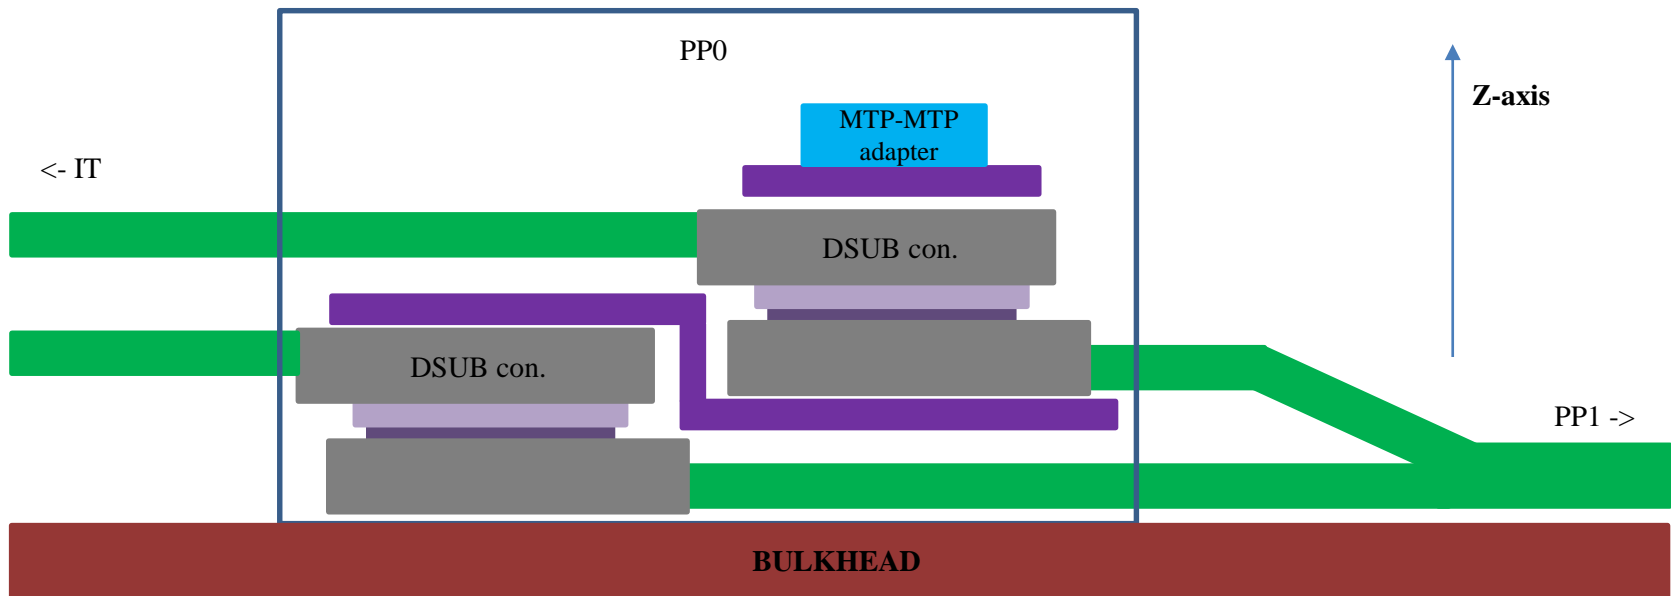 PP0
Z-axis
MTP-MTP
adapter
<- IT
DSUB con.
DSUB con.
PP1 ->
BULKHEAD